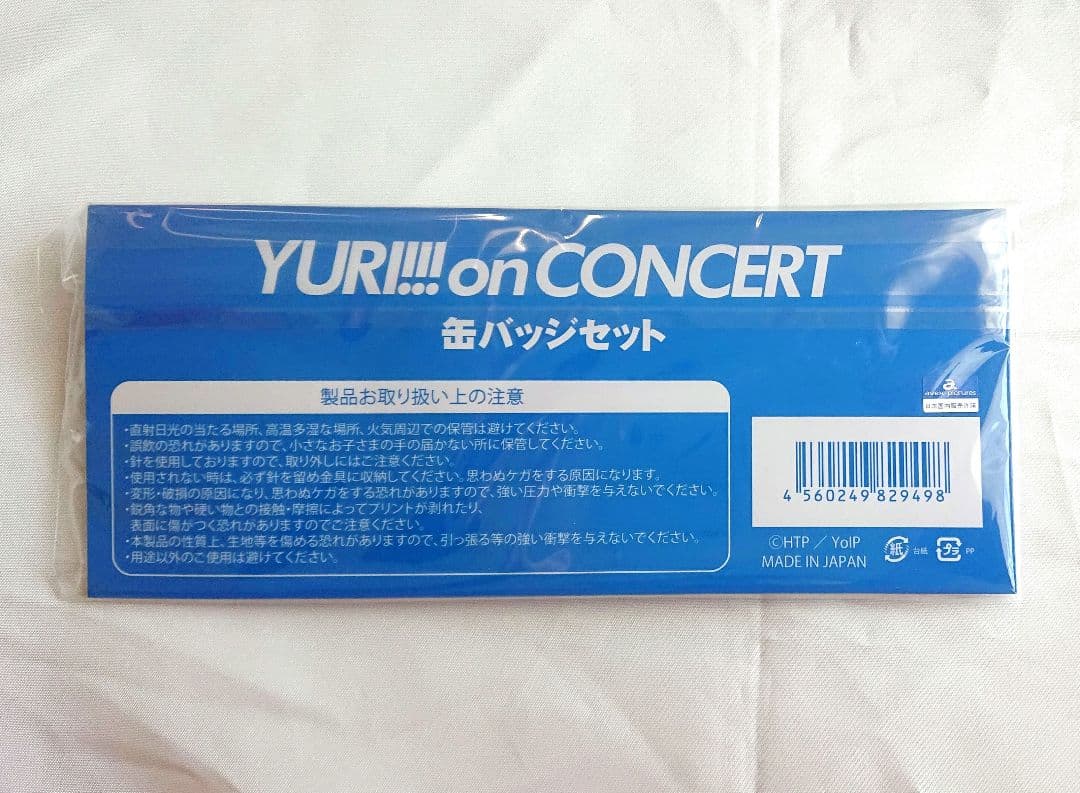 YURI!!! on CONCERT
缶バッジセット
製品お取り扱い上の注意
・直射日光の当たる場所、高温多湿な場所、火気周辺での保管は避けてください。
・誤飲の恐れがありますので、小さなお子さまの手の届かない所に保管してください。
・針を使用しておりますので、取り外しにはご注意ください。
・使用されない時は、必ず針を留め金具に収納してください。思わぬケガをする原因になります。
・変形・破損の原因になり、思わぬケガをする恐れがありますので、強い圧力や衝撃を与えないでください。
・鋭角な物や硬い物との接触・摩擦によってプリントが剥れたり、
表面に傷がつく恐れがありますのでご注意ください。
・本製品の性質上、生地等を傷める恐れがありますので、引っ張る等の強い衝撃を与えないでください。
・用途以外のご使用は避けてください。
a
avex pictures
日本国内販売許諾
4 560249 829498
©HTP／YoIP
MADE IN JAPAN
紙 台紙
プラ PP